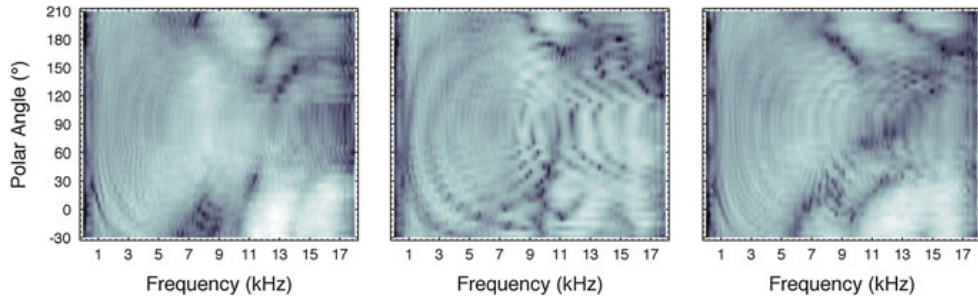 210
180
150
120
90
60
30
0
-30
Polar Angle (°)
1 3 5 7 9 11 13 15 17
1 3 5 7 9 11 13 15 17
1 3 5 7 9 11 13 15 17
Frequency (kHz)
Frequency (kHz)
Frequency (kHz)